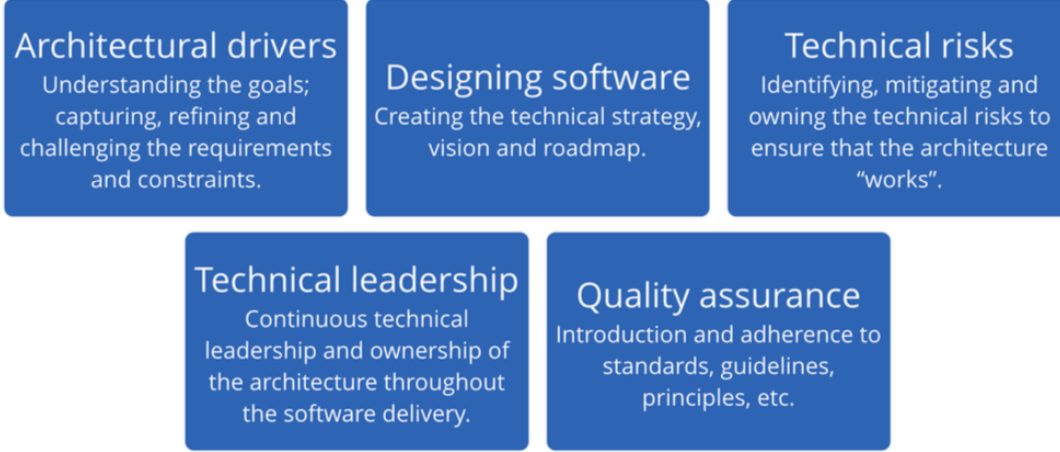 Architectural drivers
Understanding the goals;
capturing, refining and
challenging the requirements
and constraints.
Designing software
Creating the technical strategy,
vision and roadmap.
Technical risks
Identifying, mitigating and
owning the technical risks to
ensure that the architecture
“works”.
Technical leadership
Continuous technical
leadership and ownership of
the architecture throughout
the software delivery.
Quality assurance
Introduction and adherence to
standards, guidelines,
principles, etc.